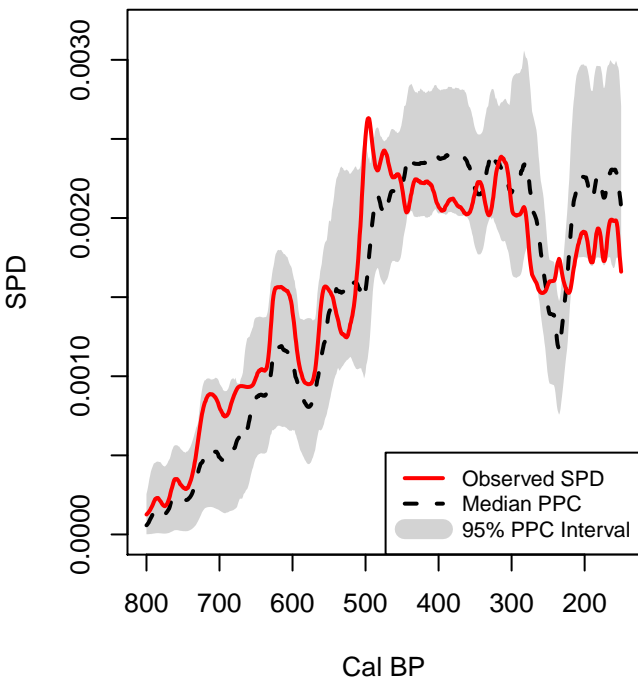 0.0030
0.0020
0.0010
0.0000
SPD
Observed SPD
Median PPC
95% PPC Interval
800 700 600 500 400 300 200
Cal BP